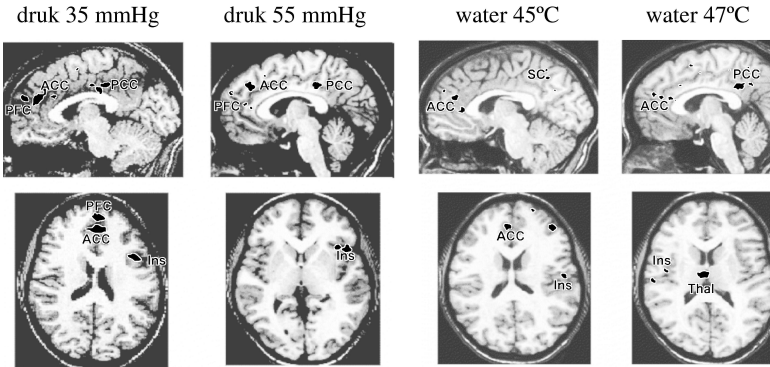 druk 35 mmHg
druk 55 mmHg
water 45ºC
water 47ºC
ACC
PCC
PFC
ACC
PCC
PFC
SC
ACC
PCC
ACC
PFC
ACC
Ins
Ins
ACC
Ins
Ins
Thal